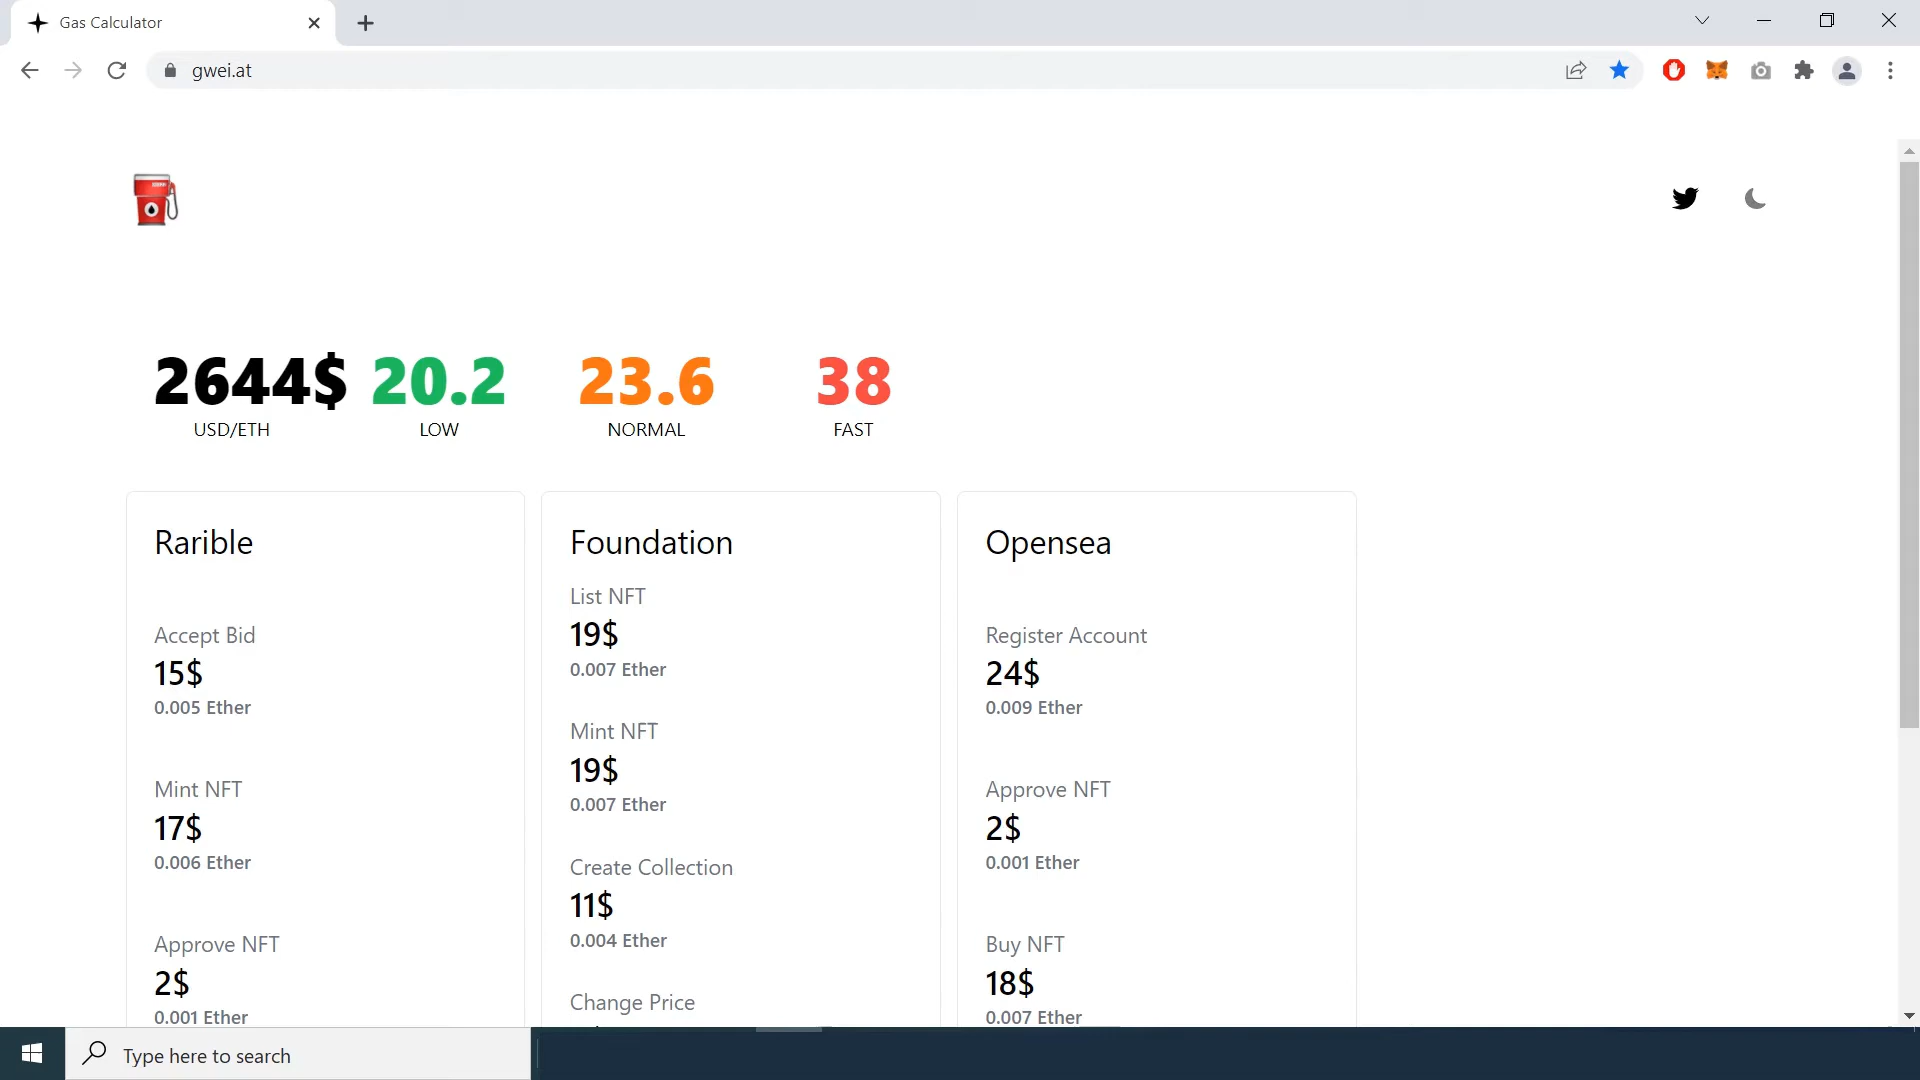 Gas Calculator
gwei.at
2644$ 20.2 23.6 38
USD/ETH LOW NORMAL FAST
Rarible
Accept Bid
15$
0.005 Ether
Mint NFT
17$
0.006 Ether
Approve NFT
2$
0.001 Ether
Foundation
List NFT
19$
0.007 Ether
Mint NFT
19$
0.007 Ether
Create Collection
11$
0.004 Ether
Change Price
Opensea
Register Account
24$
0.009 Ether
Approve NFT
2$
0.001 Ether
Buy NFT
18$
0.007 Ether
Type here to search